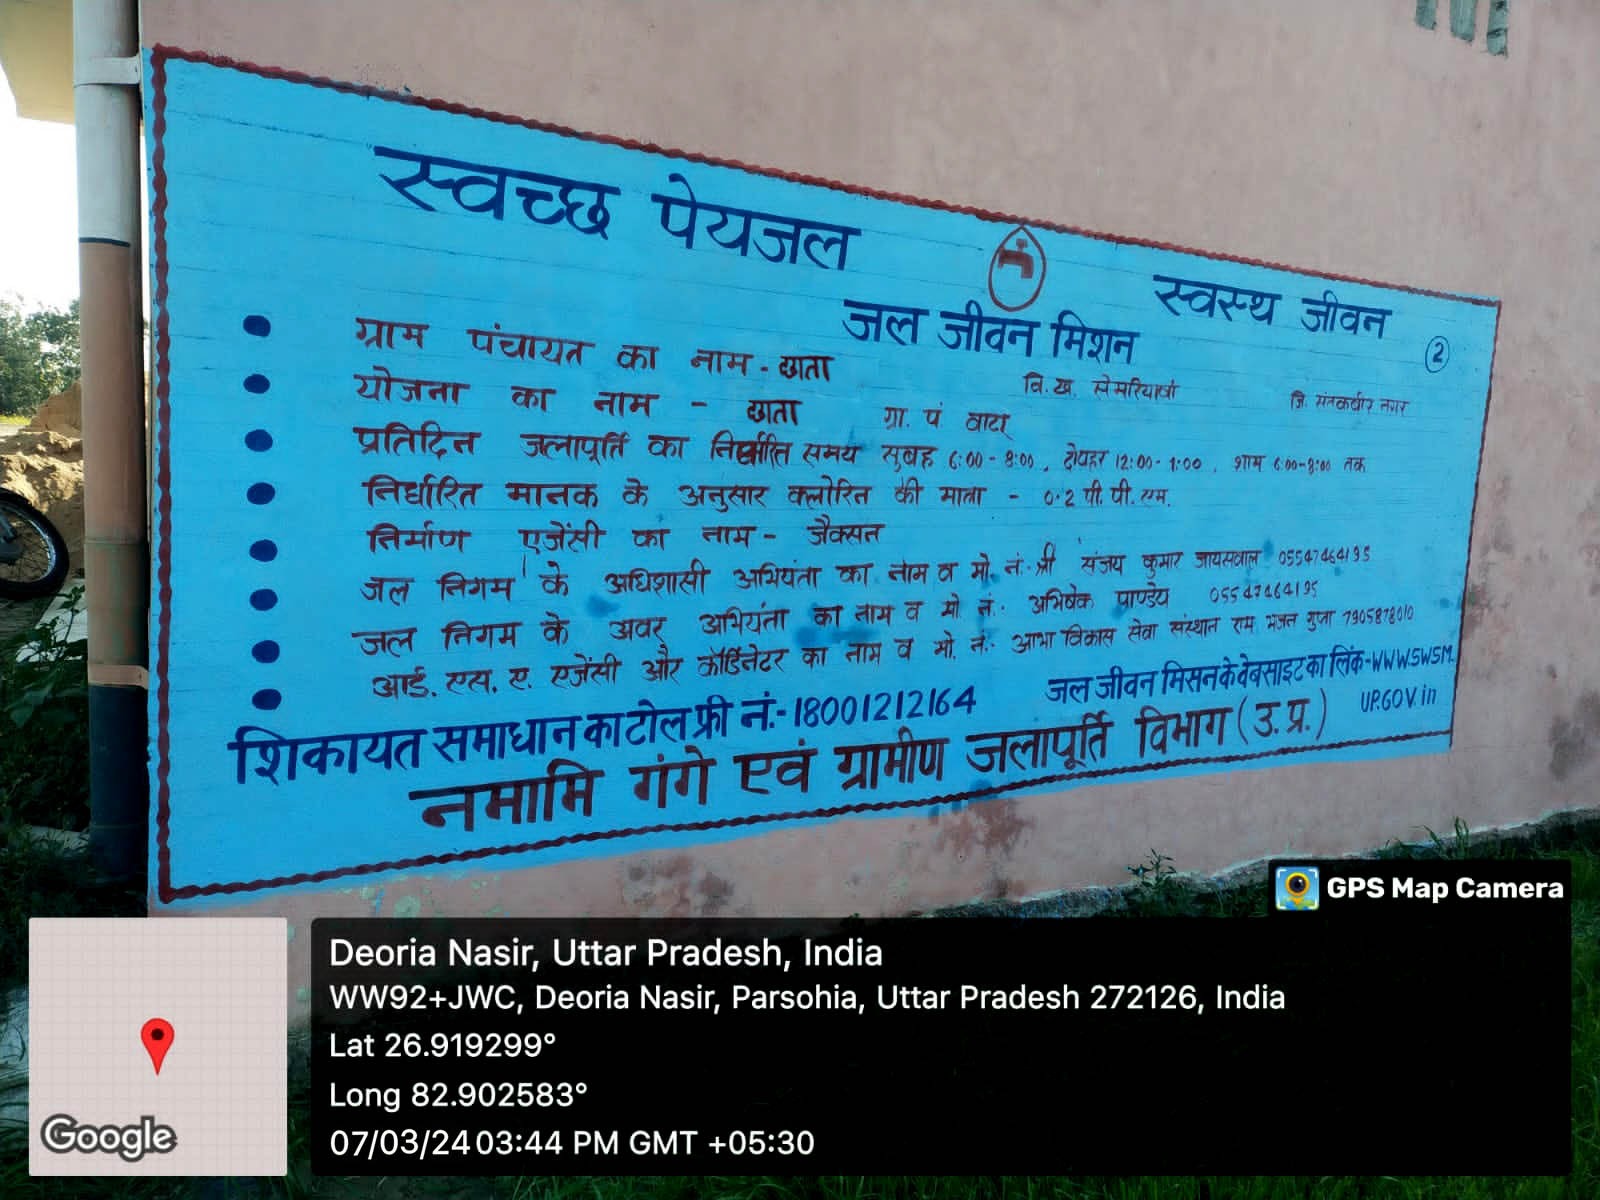 स्वच्छ पेयजल
स्वस्थ जीवन
जल जीवन मिशन
2
ग्राम पंचायत का नाम - छाता वि. ख. सेमरियावां जि. संतकबीर नगर
योजना का नाम - छाता ग्रा. पं
प्रतिदिन जलापूर्ति का निर्धारित समय सुबह 6:00 - 8:00, दोपहर 12:00 - 1:00, शाम 6:00 - 8:00 तक
निर्धारित मानक के अनुसार क्लोरिन की मात्रा - 0.2 पी. पी. एम.
निर्माण एजेंसी का नाम - जैक्सन
जल निगम के अधिशासी अभियंता का नाम व मो. नं. श्री संजय कुमार जायसवाल 05547464195
जल निगम के अवर अभियंता का नाम व मो. नं. अभिषेक पाण्डेय 05547464195
आई. एस. ए. एजेंसी और कॉर्डिनेटर का नाम व मो. नं. आभा विकास सेवा संस्थान राम भजन गुप्ता 7905878010
शिकायत समाधान का टोल फ्री नं.- 18001212164 जल जीवन मिसन के वेबसाइट का लिंक - WWW.SWSM.
UP.GOV.in
नमामि गंगे एवं ग्रामीण जलापूर्ति विभाग (उ.प्र.)
GPS Map Camera
Deoria Nasir, Uttar Pradesh, India
WW92+JWC, Deoria Nasir, Parsohia, Uttar Pradesh 272126, India
Lat 26.919299°
Long 82.902583°
07/03/24 03:44 PM GMT +05:30
Google